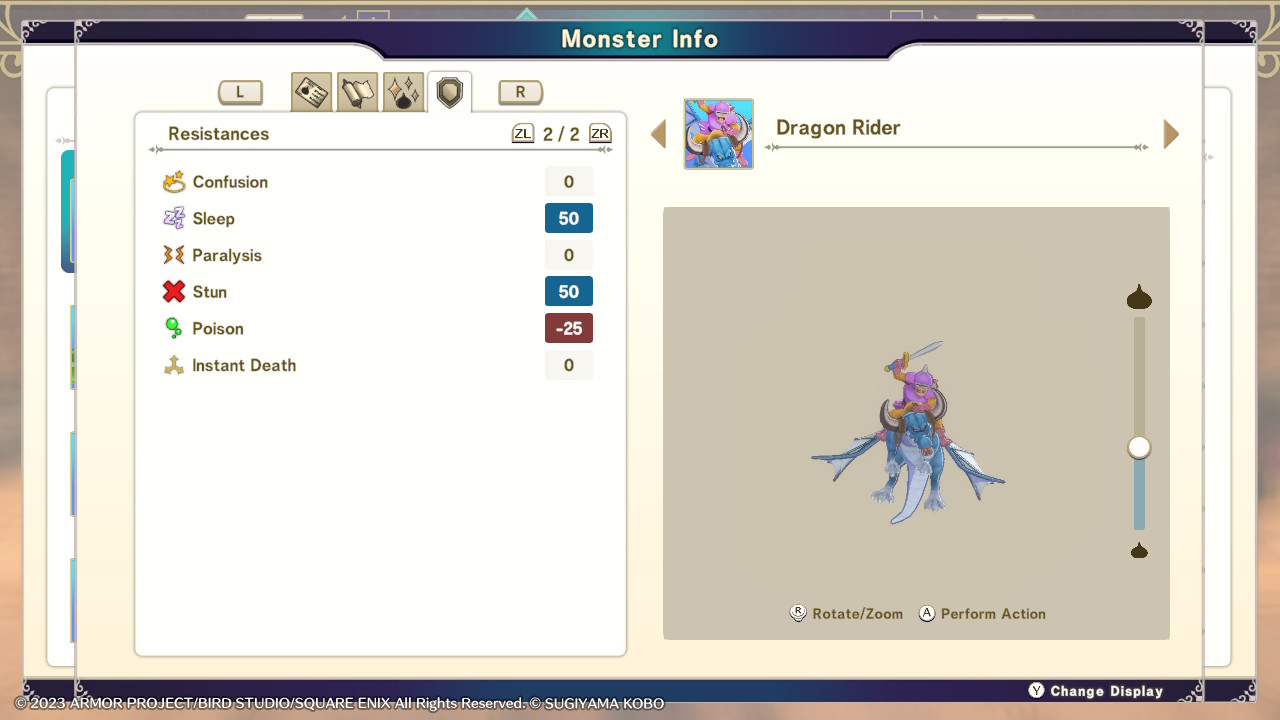 Monster Info
L
R
Resistances
ZL 2 / 2 ZR
Dragon Rider
Confusion 0
Sleep 50
Paralysis 0
Stun 50
Poison -25
Instant Death 0
R Rotate/Zoom A Perform Action
Y Change Display
© 2023 ARMOR PROJECT/BIRD STUDIO/SQUARE ENIX All Rights Reserved. © SUGIYAMA KOBO